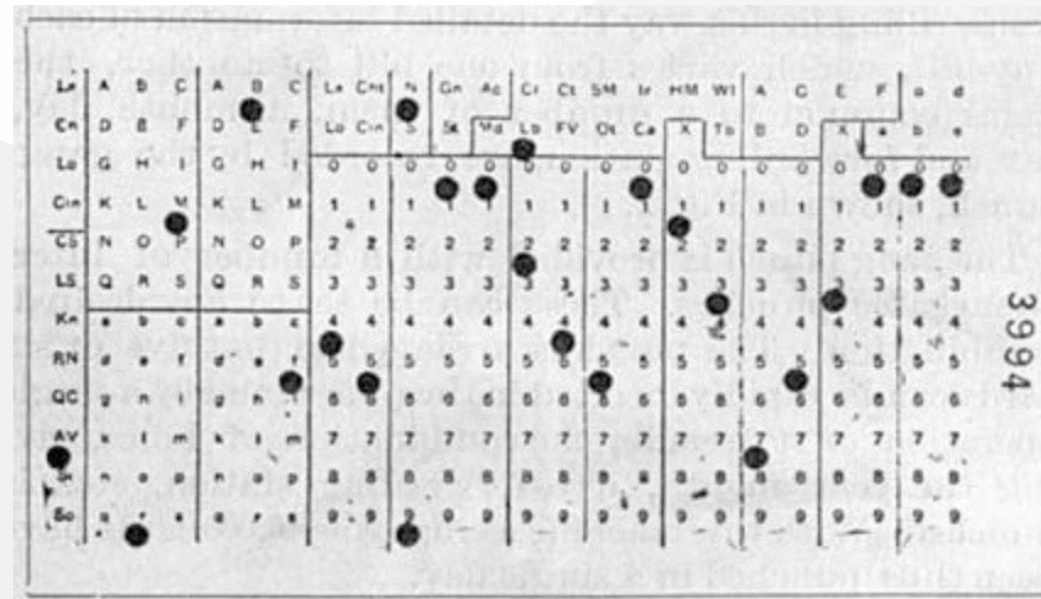 A B C A B C Cht N Gn Ac Cl Ct SM Ir HM Wl A C E F a d
Cn D F D E F Lo Cin S St Md Lb FV Ot Ca X Tb B D X a b e
Lo G H I G H I 0 0 0 0 0 0 0 0 0 0 0 0 0 0 0 0 0
Cin K L M K L M 1 1 1 1 1 1 1 1 1 1 1 1 1 1 1 1 1
CS N O P N O P 2 2 2 2 2 2 2 2 2 2 2 2 2 2 2 2 2
LS Q R S Q R S 3 3 3 3 3 3 3 3 3 3 3 3 3 3 3 3 3
Kn a b c a b c 4 4 4 4 4 4 4 4 4 4 4 4 4 4 4 4 4
RN d e f d e 5 5 5 5 5 5 5 5 5 5 5 5 5 5 5 5 5
QC g h i g h 6 6 6 6 6 6 6 6 6 6 6 6 6 6 6 6 6
AV k l m k l m 7 7 7 7 7 7 7 7 7 7 7 7 7 7 7 7 7
n o p n o p 8 8 8 8 8 8 8 8 8 8 8 8 8 8 8 8 8
So q r s q r s 9 9 9 9 9 9 9 9 9 9 9 9 9 9 9 9 9
3994